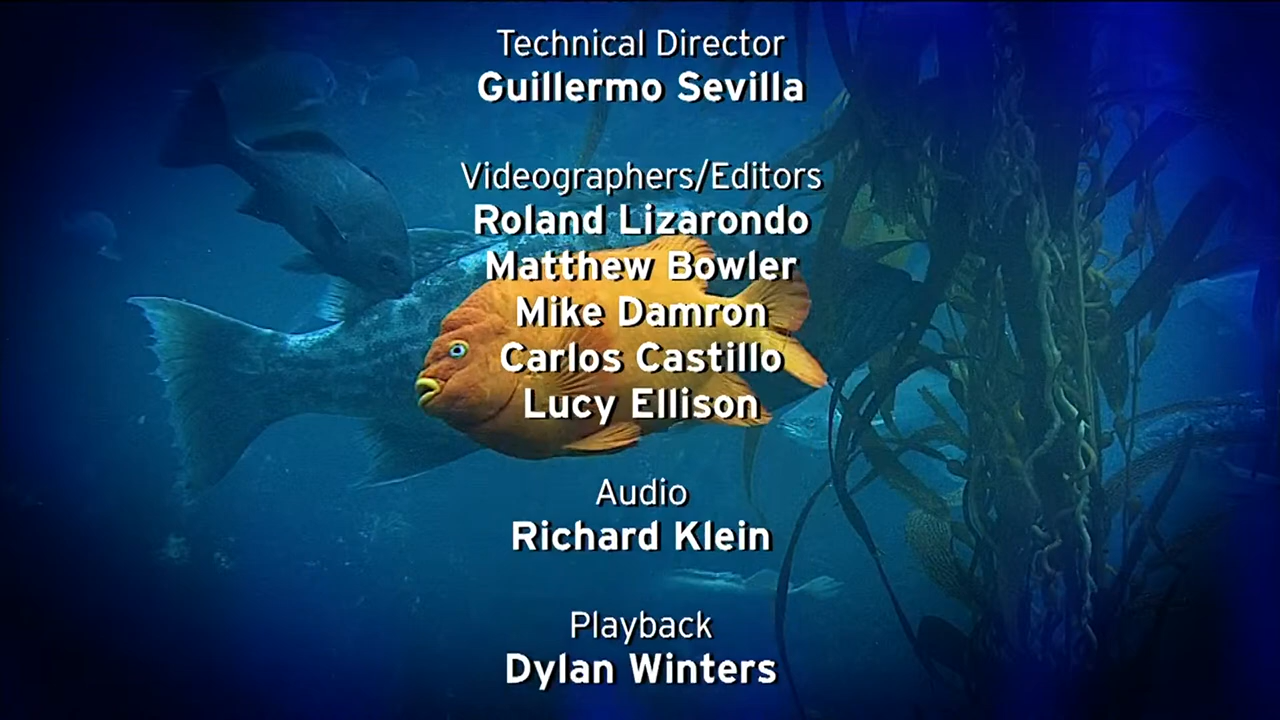 Technical Director
Guillermo Sevilla
Videographers/Editors
Roland Lizarondo
Matthew Bowler
Mike Damron
Carlos Castillo
Lucy Ellison
Audio
Richard Klein
Playback
Dylan Winters